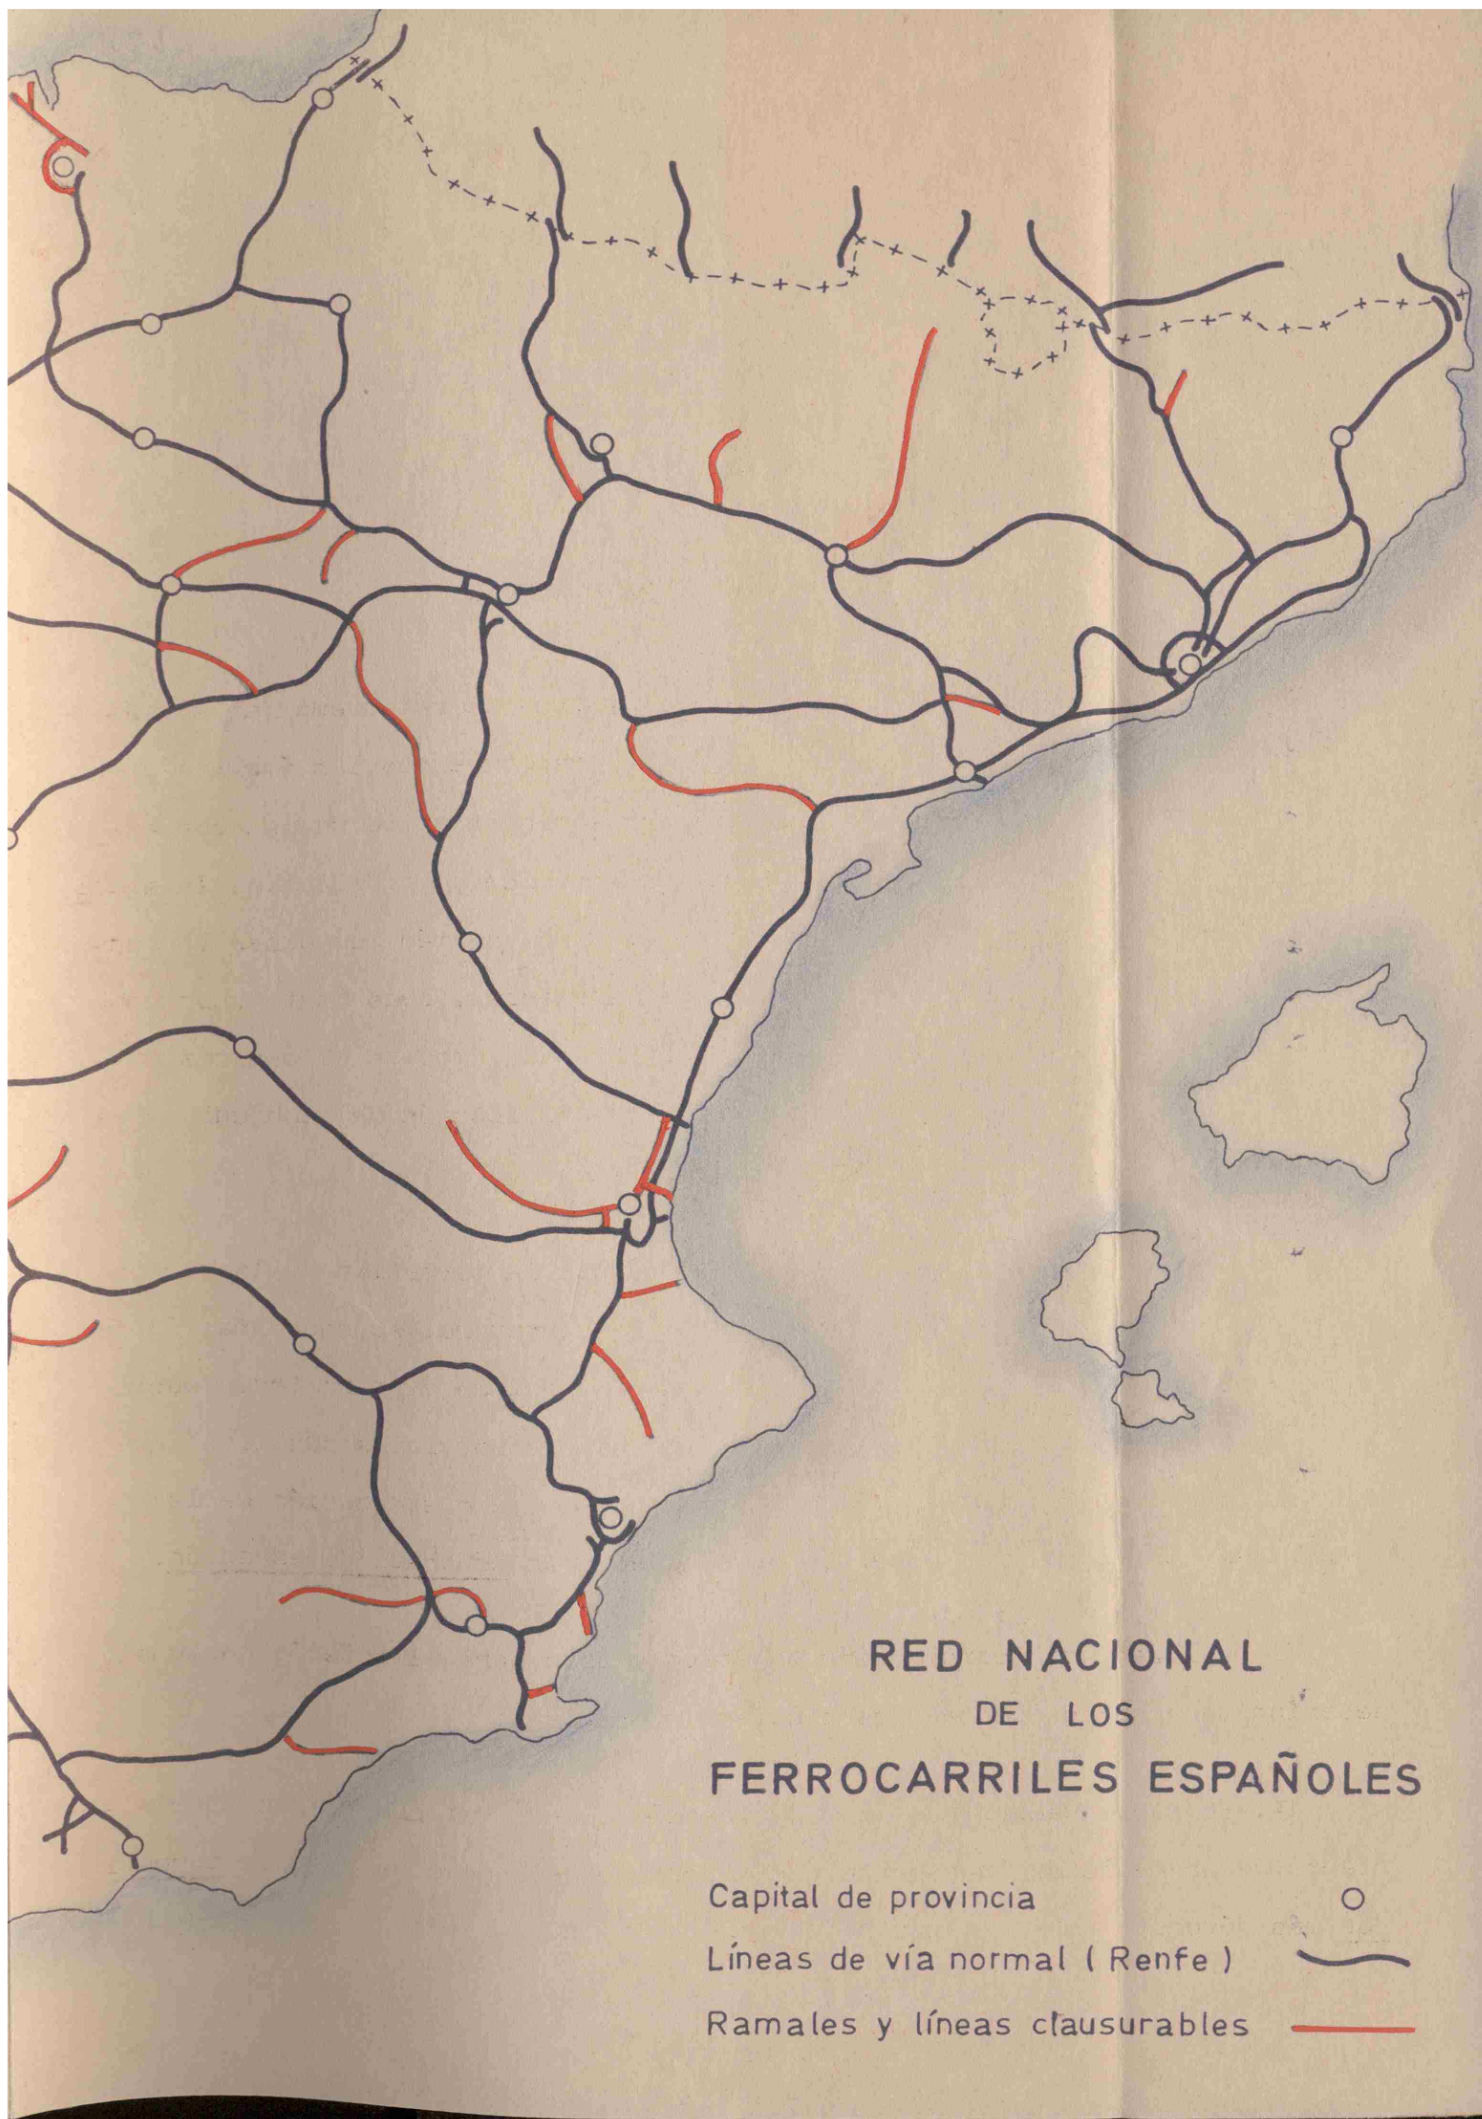 RED NACIONAL
DE LOS
FERROCARRILES ESPAÑOLES
Capital de provincia
Líneas de vía normal ( Renfe )
Ramales y líneas clausurables